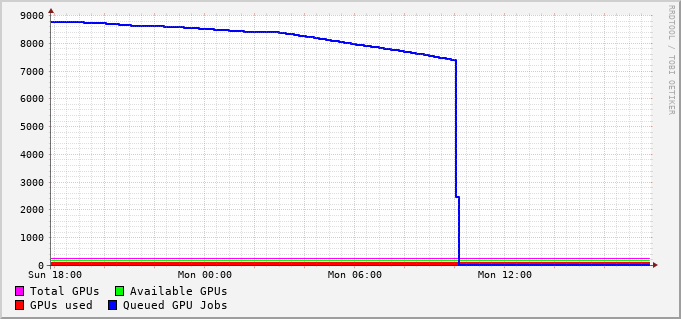 9000
8000
7000
6000
5000
4000
3000
2000
1000
0
Sun 18:00 Mon 00:00 Mon 06:00 Mon 12:00
Total GPUs Available GPUs
GPUs used Queued GPU Jobs
RRDTOOL / TOBI OETIKER